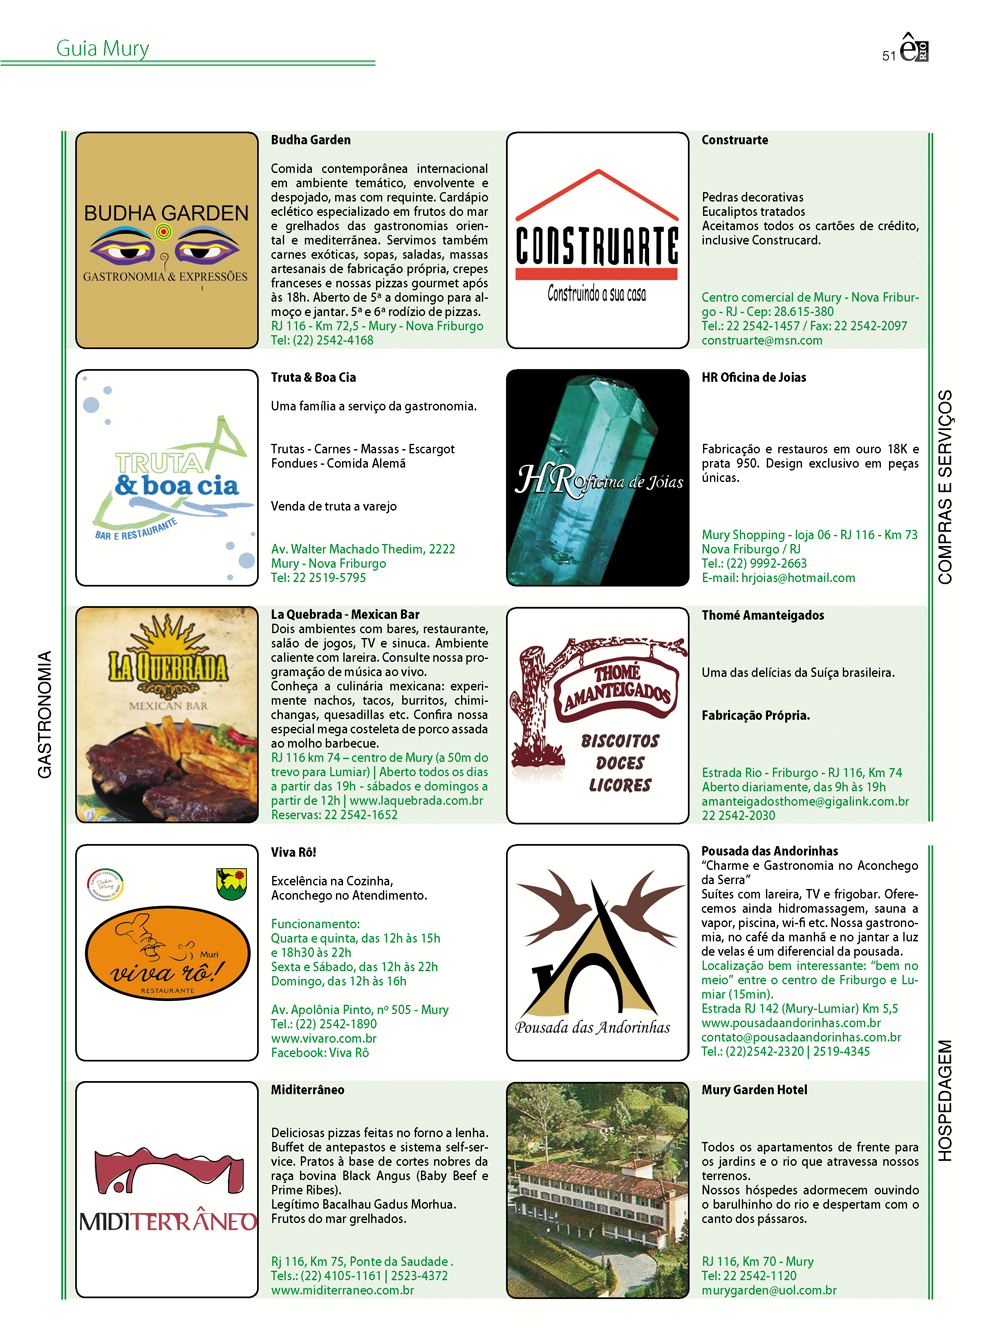 Guia Mury
51 ê RIO
GASTRONOMIA
BUDHA GARDEN
GASTRONOMIA & EXPRESSÕES
Budha Garden
Comida contemporânea internacional
em ambiente temático, envolvente e
despojado, mas com requinte. Cardápio
eclético especializado em frutos do mar
e grelhados das gastronomias orien-
tal e mediterrânea. Servimos também
carnes exóticas, sopas, saladas, massas
artesanais de fabricação própria, crepes
franceses e nossas pizzas gourmet após
às 18h. Aberto de 5ª a domingo para al-
moço e jantar. 5ª e 6ª rodízio de pizzas.
RJ 116 - Km 72,5 - Mury - Nova Friburgo
Tel: (22) 2542-4168
TRUTA
& boa cia
BAR E RESTAURANTE
Truta & Boa Cia
Uma família a serviço da gastronomia.
Trutas - Carnes - Massas - Escargot
Fondues - Comida Alemã
Venda de truta a varejo
Av. Walter Machado Thedim, 2222
Mury - Nova Friburgo
Tel: 22 2519-5795
LA QUEBRADA
MEXICAN BAR
La Quebrada - Mexican Bar
Dois ambientes com bares, restaurante,
salão de jogos, TV e sinuca. Ambiente
caliente com lareira. Consulte nossa pro-
gramação de música ao vivo.
Conheça a culinária mexicana: experi-
mente nachos, tacos, burritos, chimi-
changas, quesadillas etc. Confira nossa
especial mega costeleta de porco assada
ao molho barbecue.
RJ 116 km 74 – centro de Mury (a 50m do
trevo para Lumiar) | Aberto todos os dias
a partir das 19h - sábados e domingos a
partir de 12h | www.laquebrada.com.br
Reservas: 22 2542-1652
Muri
viva rô!
RESTAURANTE
Viva Rô!
Excelência na Cozinha,
Aconchego no Atendimento.
Funcionamento:
Quarta e quinta, das 12h às 15h
e 18h30 às 22h
Sexta e Sábado, das 12h às 22h
Domingo, das 12h às 16h
Av. Apolônia Pinto, nº 505 - Mury
Tel.: (22) 2542-1890
www.vivaro.com.br
Facebook: Viva Rô
MIDITERRÂNEO
Miditerrâneo
Deliciosas pizzas feitas no forno a lenha.
Buffet de antepastos e sistema self-ser-
vice. Pratos à base de cortes nobres da
raça bovina Black Angus (Baby Beef e
Prime Ribes).
Legítimo Bacalhau Gadus Morhua.
Frutos do mar grelhados.
Rj 116, Km 75, Ponte da Saudade .
Tels.: (22) 4105-1161 | 2523-4372
www.miditerraneo.com.br
COMPRAS E SERVIÇOS
CONSTRUARTE
Construindo a sua casa
Construarte
Pedras decorativas
Eucaliptos tratados
Aceitamos todos os cartões de crédito,
inclusive Construcard.
Centro comercial de Mury - Nova Fribur-
go - RJ - Cep: 28.615-380
Tel.: 22 2542-1457 / Fax: 22 2542-2097
construarte@msn.com
HR oficina de Jóias
HR Oficina de Joias
Fabricação e restauros em ouro 18K e
prata 950. Design exclusivo em peças
únicas.
Mury Shopping - loja 06 - RJ 116 - Km 73
Nova Friburgo / RJ
Tel.: (22) 9992-2663
E-mail: hrjoias@hotmail.com
THOMÉ
AMANTEIGADOS
BISCOITOS
DOCES
LICORES
Thomé Amanteigados
Uma das delícias da Suíça brasileira.
Fabricação Própria.
Estrada Rio - Friburgo - RJ 116, Km 74
Aberto diariamente, das 9h às 19h
amanteigadosthome@gigalink.com.br
22 2542-2030
HOSPEDAGEM
Pousada das Andorinhas
Pousada das Andorinhas
“Charme e Gastronomia no Aconchego
da Serra”
Suítes com lareira, TV e frigobar. Ofere-
cemos ainda hidromassagem, sauna a
vapor, piscina, wi-fi etc. Nossa gastrono-
mia, no café da manhã e no jantar a luz
de velas é um diferencial da pousada.
Localização bem interessante: “bem no
meio” entre o centro de Friburgo e Lu-
miar (15min).
Estrada RJ 142 (Mury-Lumiar) Km 5,5
www.pousadaandorinhas.com.br
contato@pousadaandorinhas.com.br
Tel.: (22)2542-2320 | 2519-4345
Mury Garden Hotel
Todos os apartamentos de frente para
os jardins e o rio que atravessa nossos
terrenos.
Nossos hóspedes adormecem ouvindo
o barulhinho do rio e despertam com o
canto dos pássaros.
RJ 116, Km 70 - Mury
Tel: 22 2542-1120
murygarden@uol.com.br